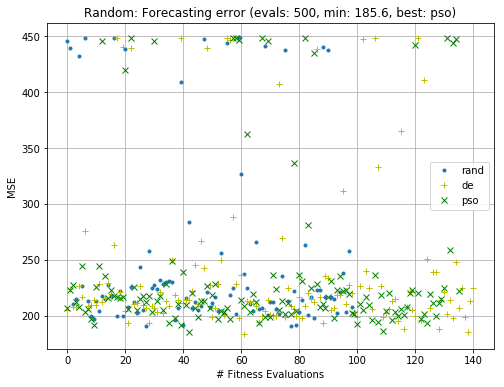 Random: Forecasting error (evals: 500, min: 185.6, best: pso)
450
400
350
300
250
200
MSE
rand
de
pso
0 20 40 60 80 100 120 140
# Fitness Evaluations